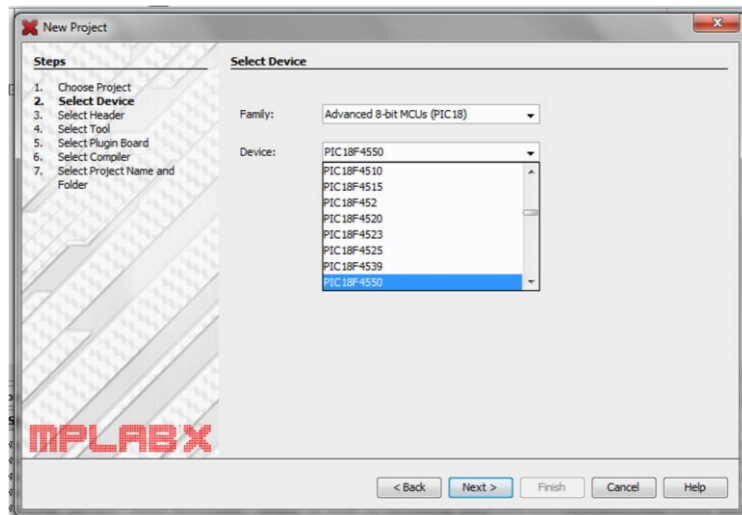 New Project
Steps
1. Choose Project
2. Select Device
3. Select Header
4. Select Tool
5. Select Plugin Board
6. Select Compiler
7. Select Project Name and
Folder
Select Device
Family:
Advanced 8-bit MCUs (PIC18)
Device:
PIC18F4550
PIC18F4510
PIC18F4515
PIC18F452
PIC18F4520
PIC18F4523
PIC18F4525
PIC18F4539
PIC18F4550
MPLAB X
< Back
Next >
Finish
Cancel
Help